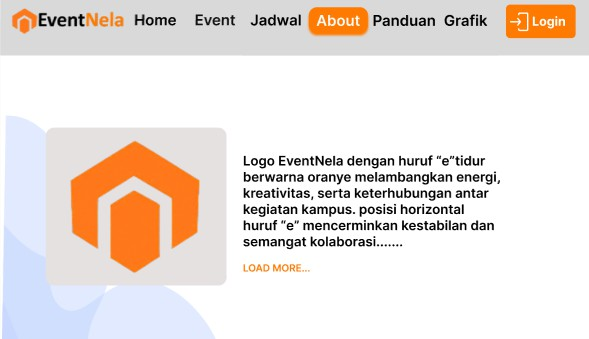 EventNela Home Event Jadwal About Panduan Grafik Login
Logo EventNela dengan huruf “e”tidur
berwarna oranye melambangkan energi,
kreativitas, serta keterhubungan antar
kegiatan kampus. posisi horizontal
huruf “e” mencerminkan kestabilan dan
semangat kolaborasi.......
LOAD MORE...